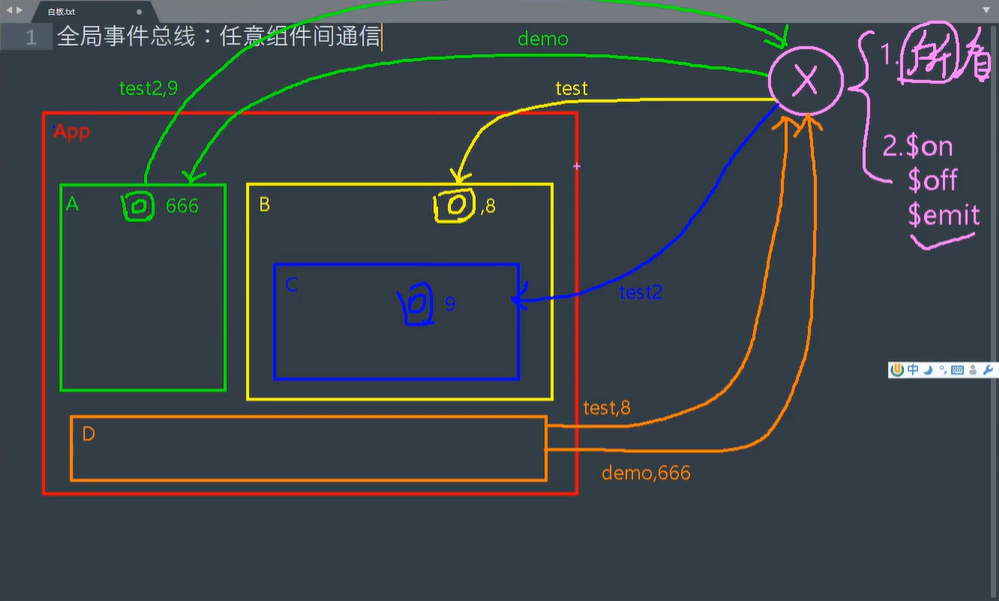 白板.txt
1 全局事件总线：任意组件间通信
demo
test2,9
test
1.所有
App
2.$on
$off
$emit
A
666
B
,8
C
9
test2
中
test,8
D
demo,666
X